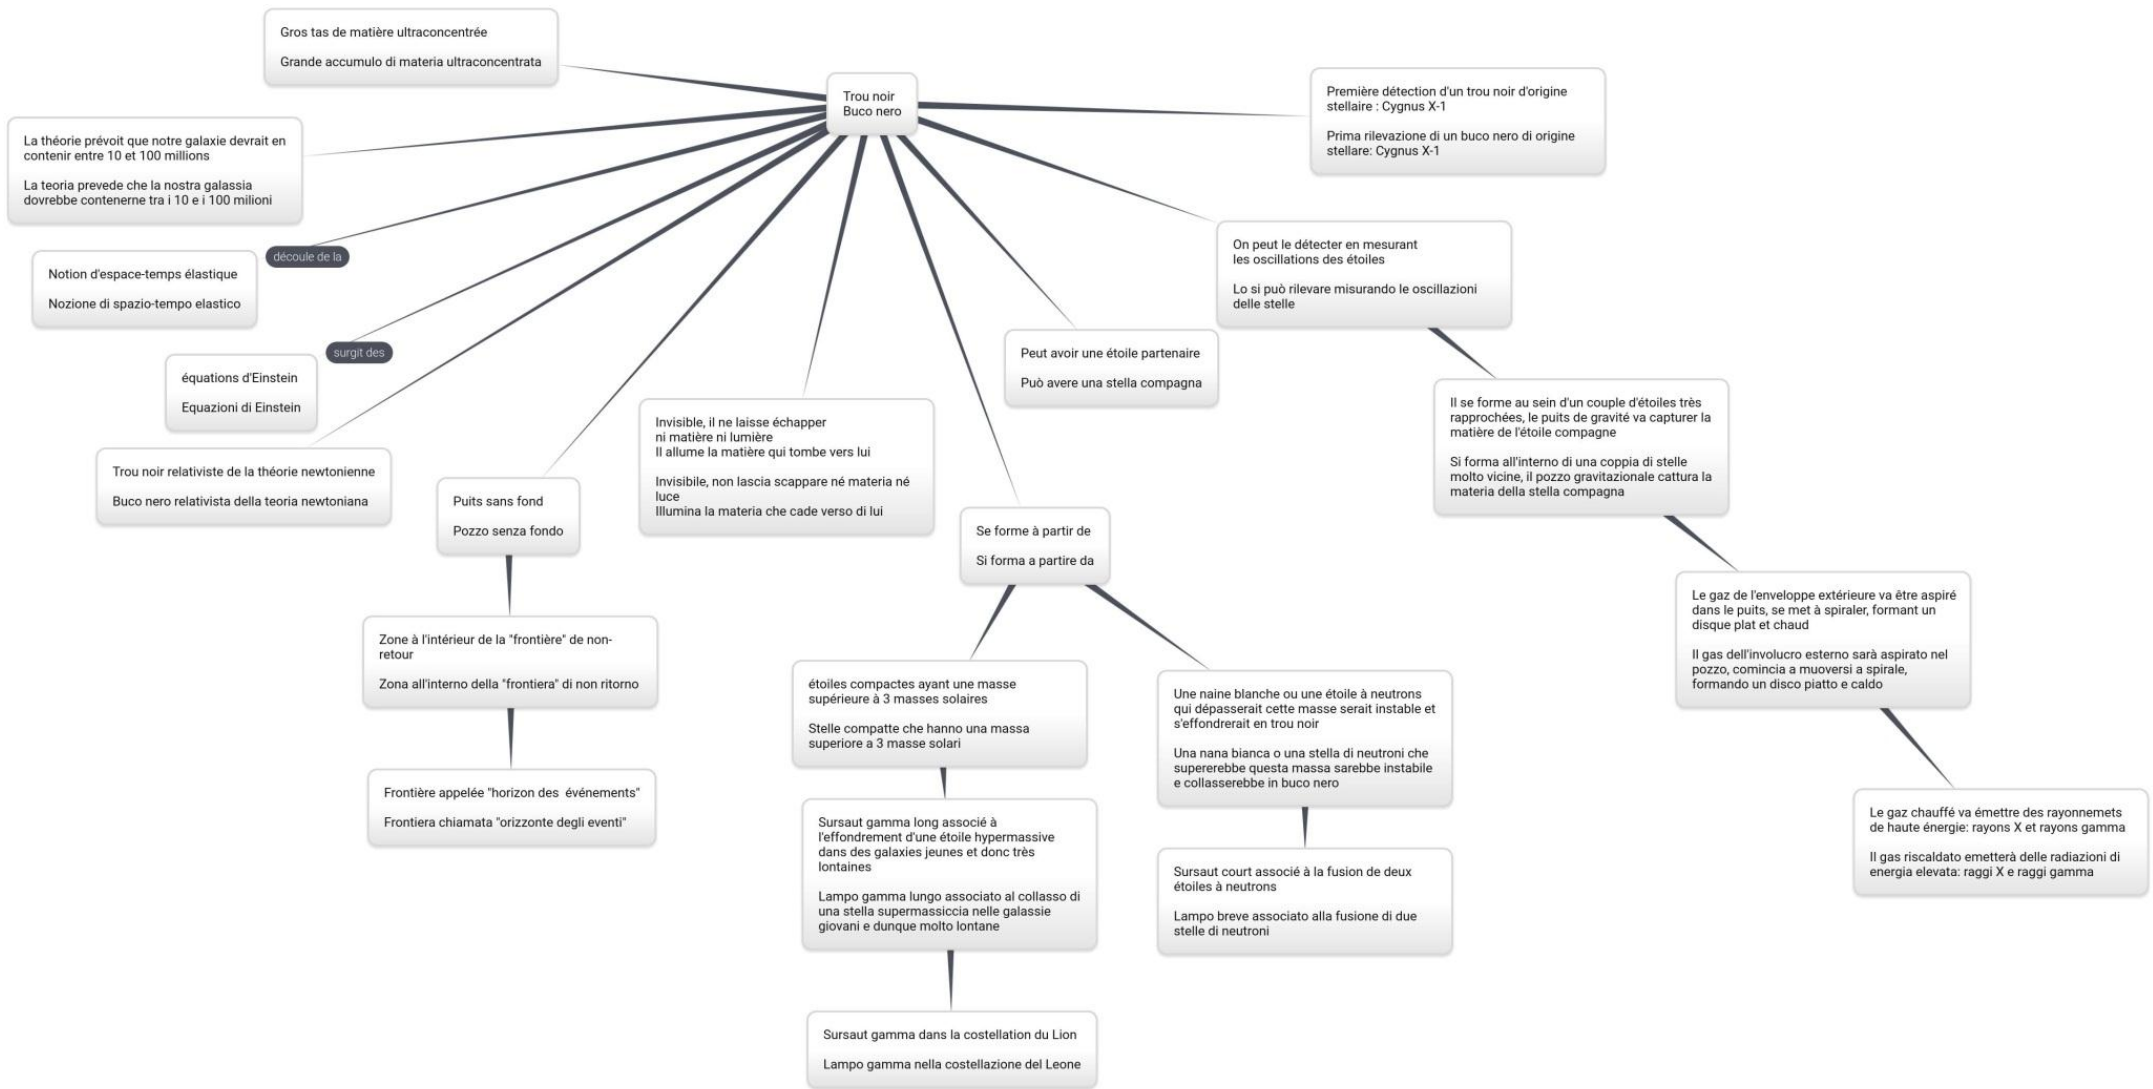 Gros tas de matière ultraconcentrée
Grande accumulo di materia ultraconcentrata
Trou noir
Buco nero
Première détection d'un trou noir d'origine
stellaire : Cygnus X-1
Prima rilevazione di un buco nero di origine
stellare: Cygnus X-1
La théorie prévoit que notre galaxie devrait en
contenir entre 10 et 100 millions
La teoria prevede che la nostra galassia
dovrebbe contenerne tra i 10 e i 100 milioni
découle de la
Notion d'espace-temps élastique
Nozione di spazio-tempo elastico
surgit des
équations d'Einstein
Equazioni di Einstein
Trou noir relativiste de la théorie newtonienne
Buco nero relativista della teoria newtoniana
Puits sans fond
Pozzo senza fondo
Zone à l'intérieur de la "frontière" de non-
retour
Zona all'interno della "frontiera" di non ritorno
Frontière appelée "horizon des  événements"
Frontiera chiamata "orizzonte degli eventi"
Invisible, il ne laisse échapper
ni matière ni lumière
Il allume la matière qui tombe vers lui
Invisibile, non lascia scappare né materia né
luce
Illumina la materia che cade verso di lui
Se forme à partir de
Si forma a partire da
étoiles compactes ayant une masse
supérieure à 3 masses solaires
Stelle compatte che hanno una massa
superiore a 3 masse solari
Sursaut gamma long associé à
l'effondrement d'une étoile hypermassive
dans des galaxies jeunes et donc très
lontaines
Lampo gamma lungo associato al collasso di
una stella supermassiccia nelle galassie
giovani e dunque molto lontane
Sursaut gamma dans la costellation du Lion
Lampo gamma nella costellazione del Leone
Une naine blanche ou une étoile à neutrons
qui dépasserait cette masse serait instable et
s'effondrerait en trou noir
Una nana bianca o una stella di neutroni che
supererebbe questa massa sarebbe instabile
e collasserebbe in buco nero
Sursaut court associé à la fusion de deux
étoiles à neutrons
Lampo breve associato alla fusione di due
stelle di neutroni
Peut avoir une étoile partenaire
Può avere una stella compagna
On peut le détecter en mesurant
les oscillations des étoiles
Lo si può rilevare misurando le oscillazioni
delle stelle
Il se forme au sein d'un couple d'étoiles très
rapprochées, le puits de gravité va capturer la
matière de l'étoile compagne
Si forma all'interno di una coppia di stelle
molto vicine, il pozzo gravitazionale cattura la
materia della stella compagna
Le gaz de l'enveloppe extérieure va être aspiré
dans le puits, se met à spiraler, formant un
disque plat et chaud
Il gas dell'involucro esterno sarà aspirato nel
pozzo, comincia a muoversi a spirale,
formando un disco piatto e caldo
Le gaz chauffé va émettre des rayonnemets
de haute énergie: rayons X et rayons gamma
Il gas riscaldato emetterà delle radiazioni di
energia elevata: raggi X e raggi gamma